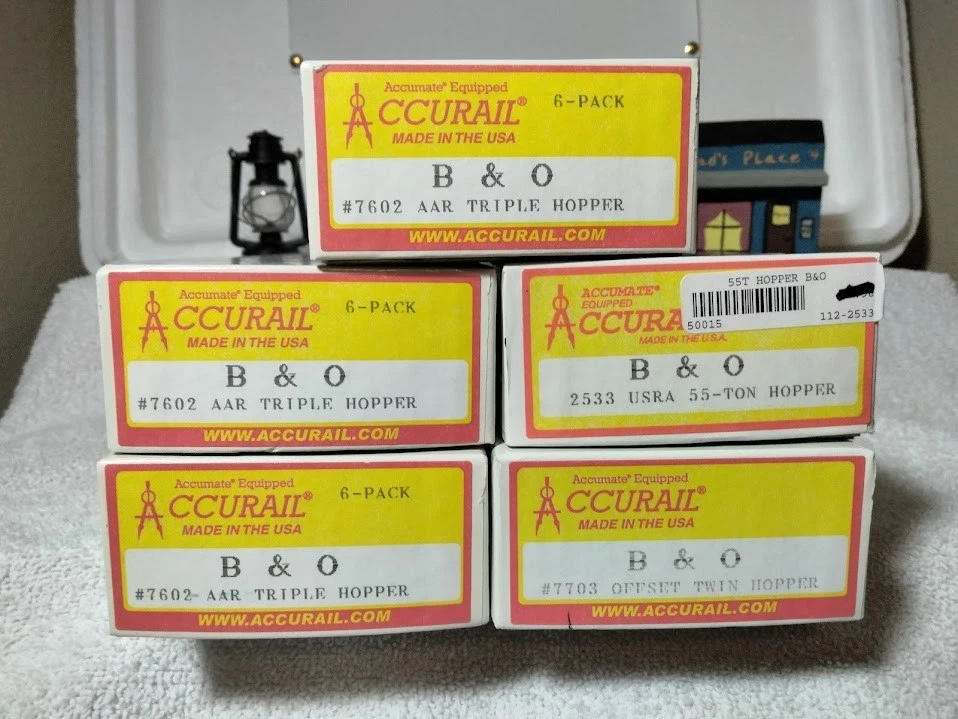 Accumate® Equipped
ACCURAIL® 6-PACK
MADE IN THE USA
B & O
#7602 AAR TRIPLE HOPPER
WWW.ACCURAIL.COM
Place
Accumate® Equipped
ACCURAIL® 6-PACK
MADE IN THE USA
B & O
#7602 AAR TRIPLE HOPPER
WWW.ACCURAIL.COM
ACCUMATE®
EQUIPPED
ACCURA
MADE IN THE U.S.A.
55T HOPPER B&O
50015
112-2533
B & O
2533 USRA 55-TON HOPPER
Accumate® Equipped
ACCURAIL® 6-PACK
MADE IN THE USA
B & O
#7602 AAR TRIPLE HOPPER
WWW.ACCURAIL.COM
Accumate® Equipped
ACCURAIL®
MADE IN THE USA
B & O
#7703 OFFSET TWIN HOPPER
WWW.ACCURAIL.COM